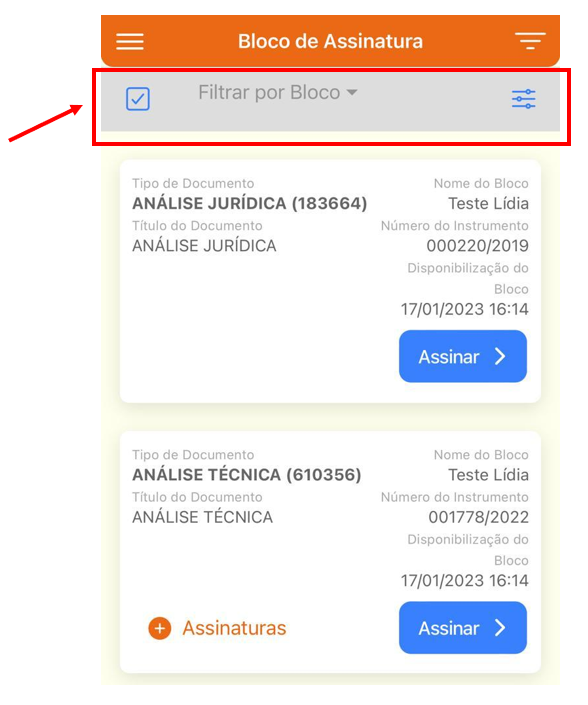 Bloco de Assinatura
Filtrar por Bloco
Tipo de Documento
ANÁLISE JURÍDICA (183664)
Título do Documento
ANÁLISE JURÍDICA
Nome do Bloco
Teste Lídia
Número do Instrumento
000220/2019
Disponibilização do
Bloco
17/01/2023 16:14
Assinar
Tipo de Documento
ANÁLISE TÉCNICA (610356)
Título do Documento
ANÁLISE TÉCNICA
Nome do Bloco
Teste Lídia
Número do Instrumento
001778/2022
Disponibilização do
Bloco
17/01/2023 16:14
Assinaturas
Assinar